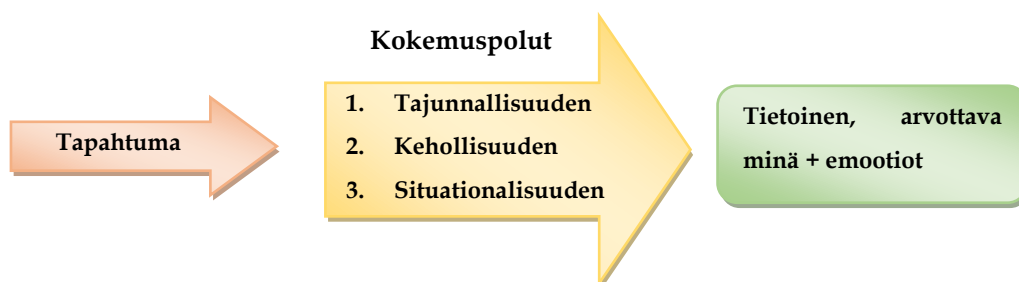 Kokemuspolut
Tapahtuma
1. Tajunnallisuuden
2. Kehollisuuden
3. Situationalisuuden
Tietoinen, arvottava
minä + emootiot